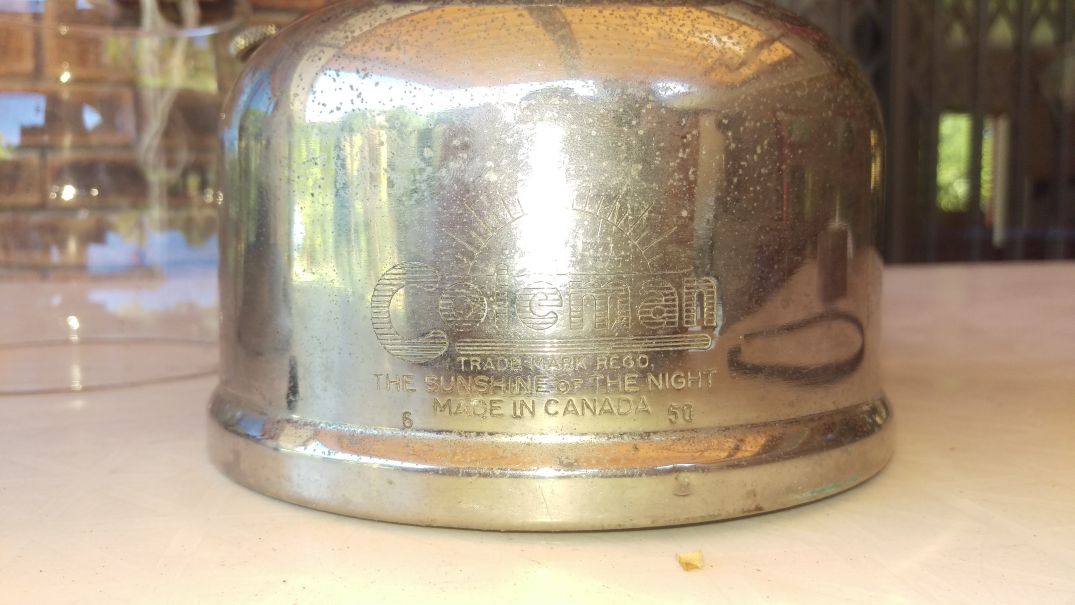 Coleman
TRADE MARK REGD.
THE SUNSHINE OF THE NIGHT
MADE IN CANADA
6 50